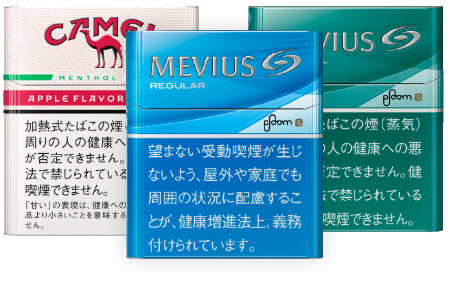 CAMEL
MENTHOL
APPLE FLAVOR
加熱式たばこの煙
周りの人の健康へ
が否定できません。
法で禁じられている
喫煙できません。
「甘い」の表現は、健康への
品より小さいことを意味する
せん。
MEVIUS
REGULAR
ploom S
望まない受動喫煙が生じ
ないよう、屋外や家庭でも
周囲の状況に配慮するこ
とが、健康増進法上、義務
付けられています。
MEVIUS
ploom S
たばこの煙（蒸気）
の人の健康への悪
否定できません。
で禁じられている
喫煙できません。